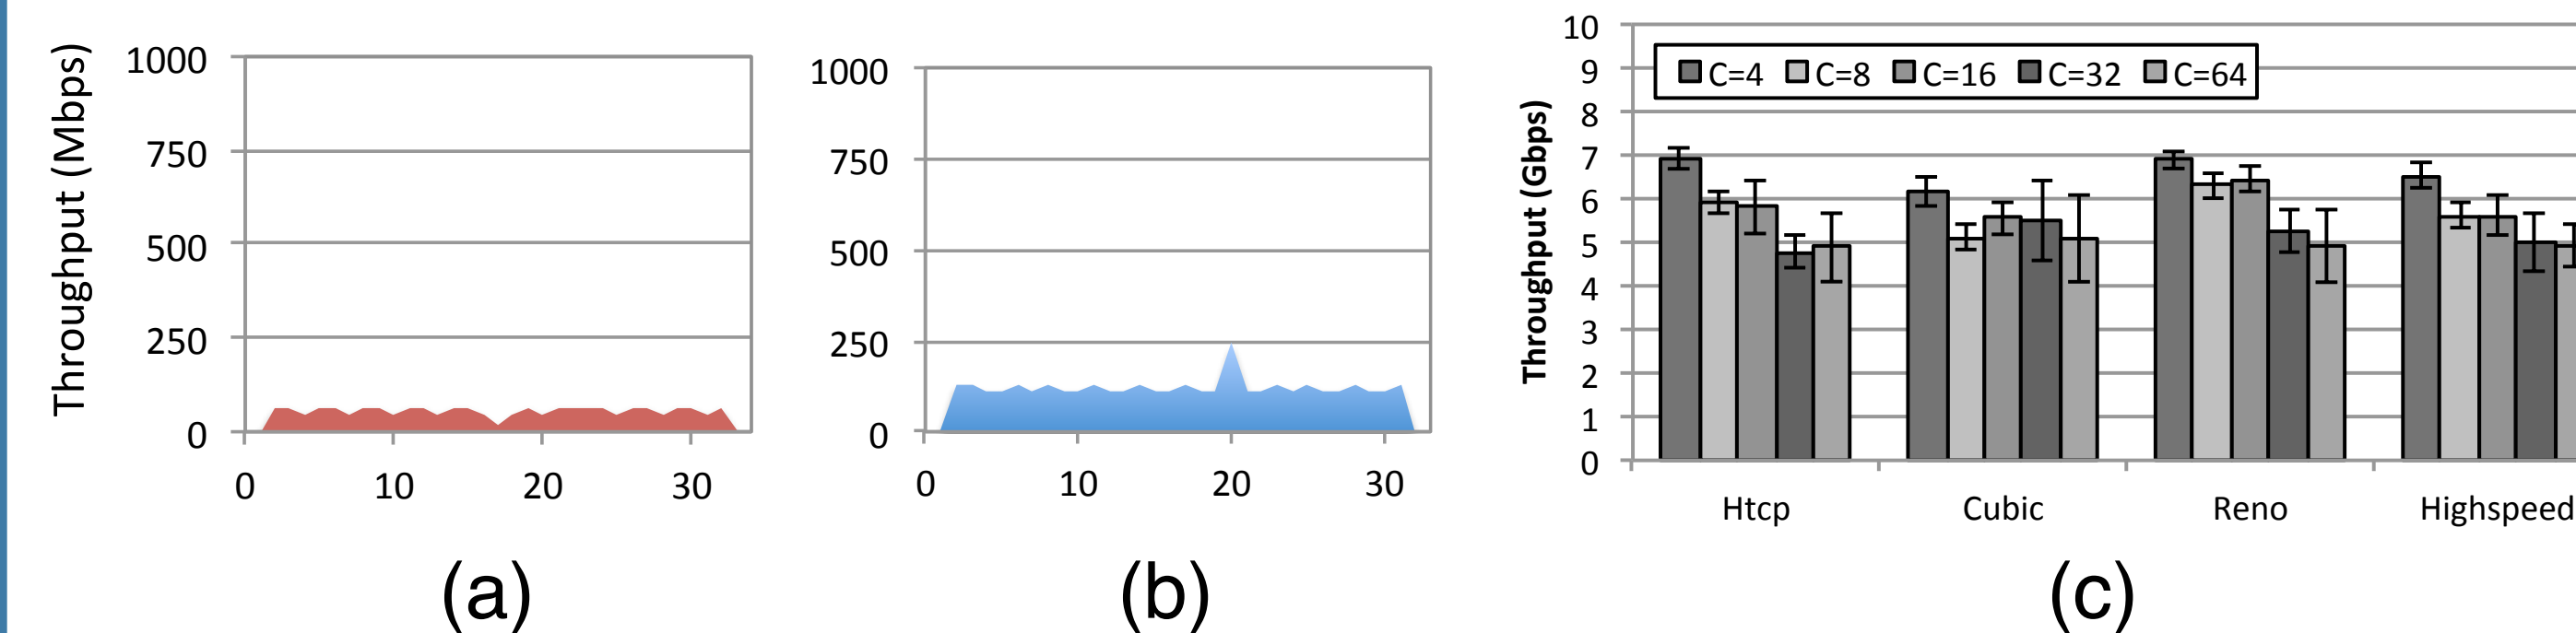 Throughput (Mbps)
1000
750
500
250
0
0 10 20 30
(a)
1000
750
500
250
0
0 10 20 30
(b)
Throughput (Gbps)
10
9
8
7
6
5
4
3
2
1
0
C=4 C=8 C=16 C=32 C=64
Htcp Cubic Reno Highspeed
(c)